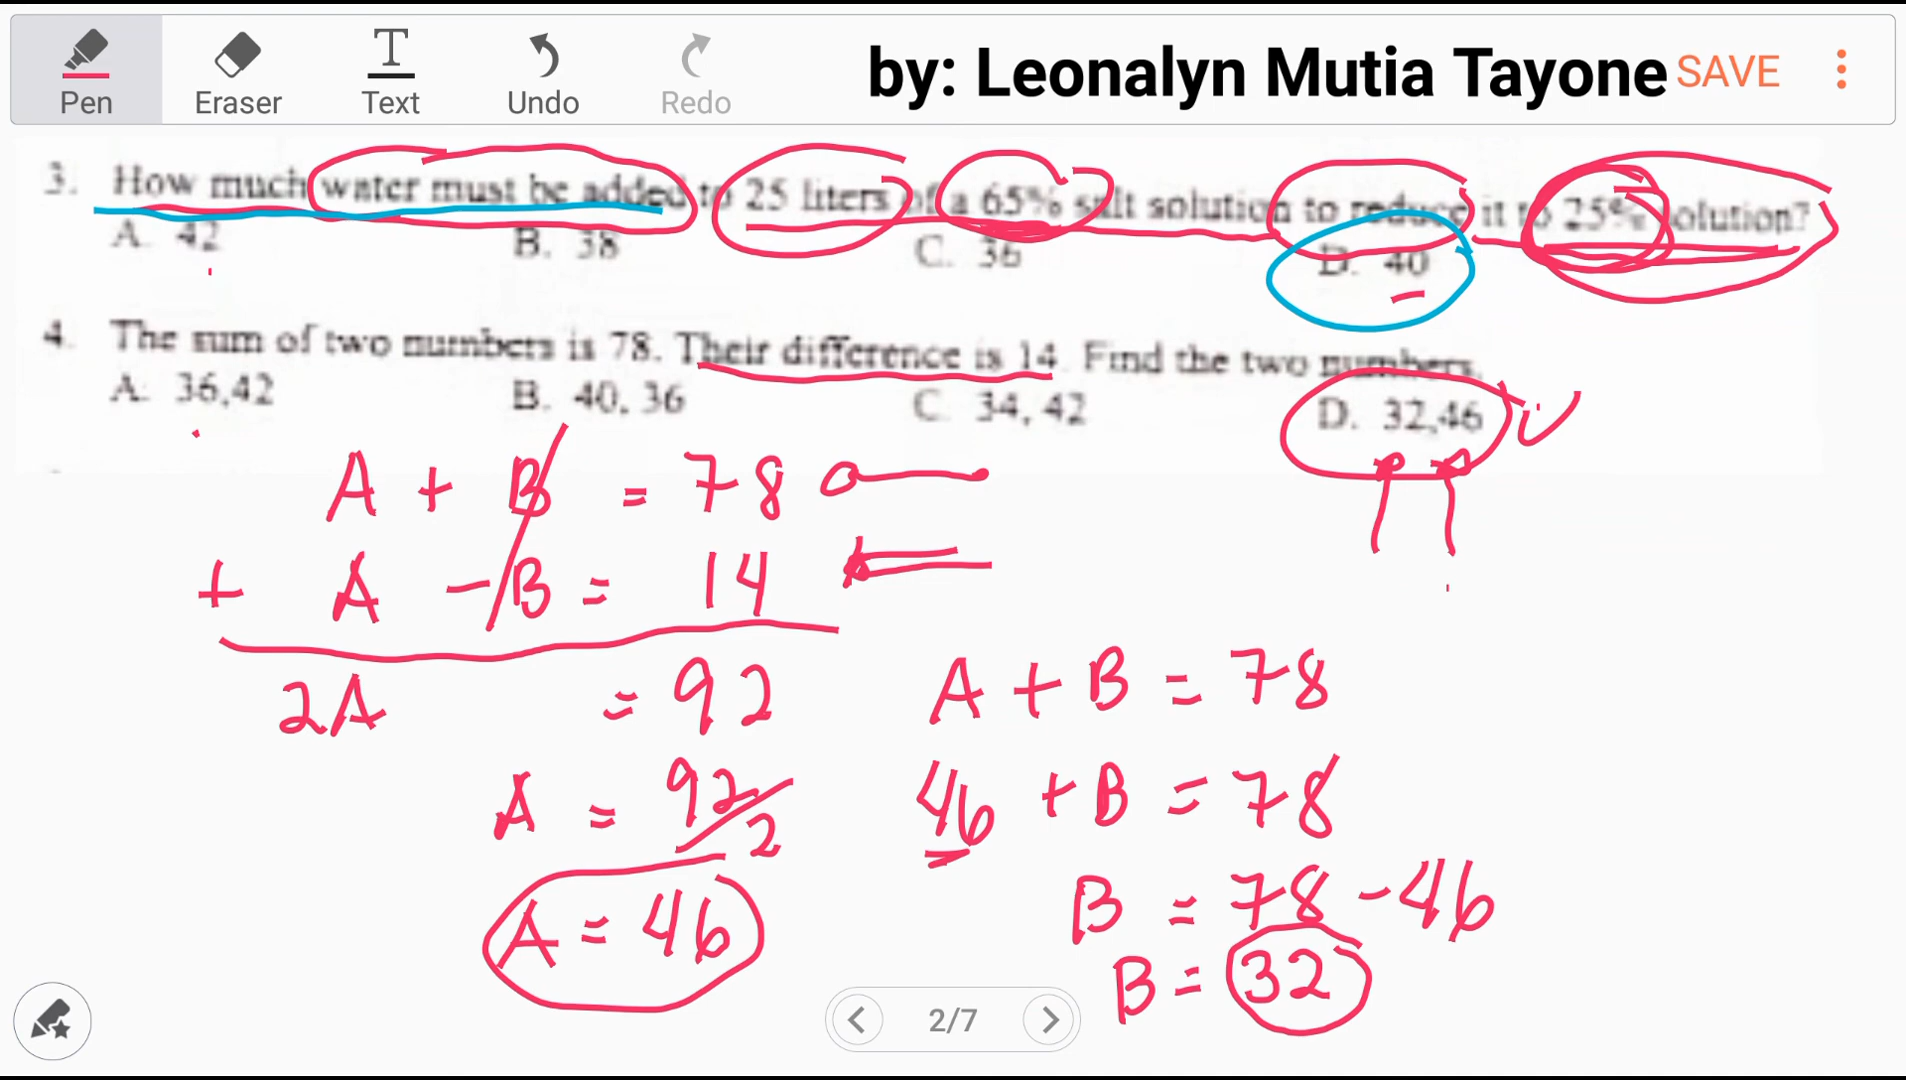 Pen
Eraser
Text
Undo
Redo
by: Leonalyn Mutia Tayone
SAVE
3. How much water must be added to 25 liters of a 65% salt solution to reduce it to 25% solution?
A. 42 B. 38 C. 36 D. 40
4. The sum of two numbers is 78. Their difference is 14. Find the two numbers.
A. 36,42 B. 40, 36 C. 34, 42 D. 32,46
A + B = 78
+ A - B = 14
2A = 92
A = 92/2
A = 46
A + B = 78
46 + B = 78
B = 78 - 46
B = 32
2/7